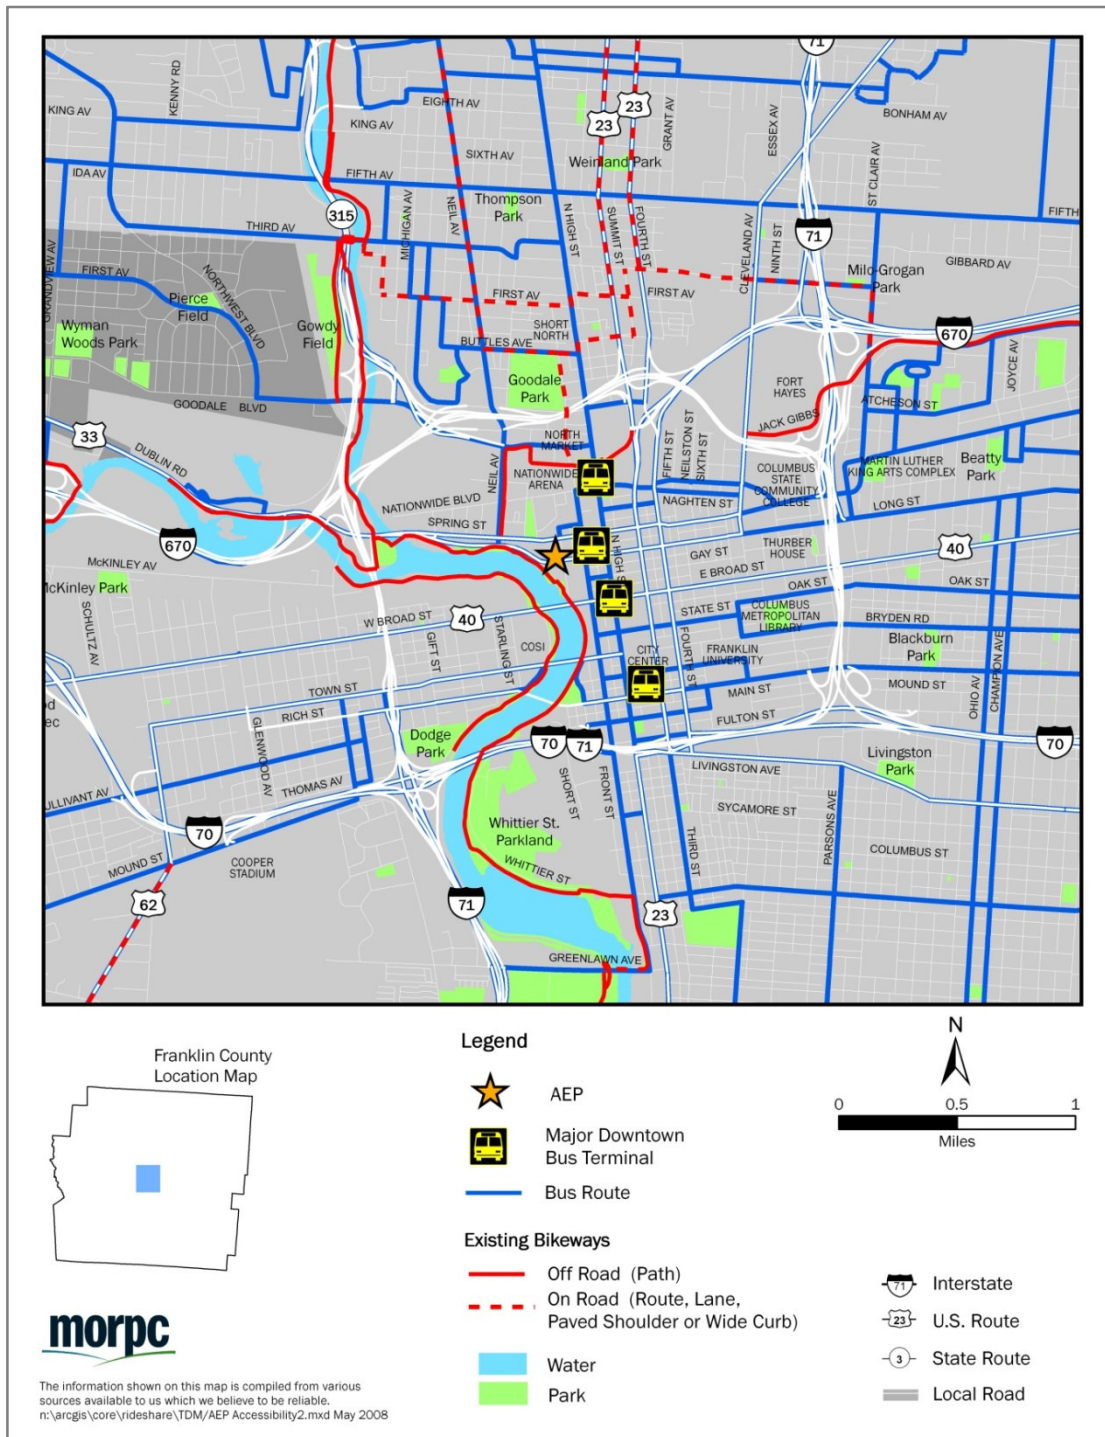 71
KENNY RD
23
23
GRANT AV
ESSEX AV
BONHAM AV
KING AV
EIGHTH AV
KING AV
SIXTH AV
Weinland Park
ST CLAIR AV
IDA AV
FIFTH AV
MICHIGAN AV
NEIL AV
Thompson
Park
N HIGH ST
SUMMIT ST
FOURTH ST
CLEVELAND AV
NINTH ST
71
FIFTH
315
THIRD AV
GRANDVIEW AV
FIRST AV
NORTHWEST BLVD
Pierce
Field
Gowdy
Field
FIRST AV
FIRST AV
Milo-Grogan
Park
GIBBARD AV
Wyman
Woods Park
SHORT
NORTH
BUTTLES AVE
670
JOYCE AV
Goodale
Park
FORT
HAYES
ATCHESON ST
GOODALE BLVD
JACK GIBBS
33
DUBLIN RD
NORTH
MARKET
NEIL AV
NATIONWIDE
ARENA
FIFTH ST
NEILSTON ST
SIXTH ST
COLUMBUS
STATE
COMMUNITY
COLLEGE
MARTIN LUTHER
KING ARTS COMPLEX
Beatty
Park
NATIONWIDE BLVD
SPRING ST
NAGHTEN ST
LONG ST
670
N HIGH S
GAY ST
THURBER
HOUSE
40
McKINLEY AV
McKinley Park
E BROAD ST
OAK ST
OAK ST
SCHULTZ AV
W BROAD ST
40
GIFT ST
STARLING ST
COSI
STATE ST
COLUMBUS
METROPOLITAN
LIBRARY
BRYDEN RD
Blackburn
Park
CITY
CENTER
FOURTH ST
FRANKLIN
UNIVERSITY
CHAMPION AVE
OHIO AV
TOWN ST
RICH ST
MAIN ST
MOUND ST
od
ec
GLENWOOD AV
Dodge
Park
FULTON ST
70
71
70
Livingston
Park
LIVINGSTON AVE
ULLIVANT AV
THOMAS AV
SHORT ST
FRONT ST
SYCAMORE ST
PARSONS AVE
70
Whittier St.
Parkland
THIRD ST
COLUMBUS ST
MOUND ST
COOPER
STADIUM
WHITTIER ST
62
71
23
GREENLAWN AVE
Franklin County
Location Map
Legend
AEP
Major Downtown
Bus Terminal
Bus Route
Existing Bikeways
Off Road (Path)
On Road (Route, Lane,
Paved Shoulder or Wide Curb)
Water
Park
N
0 0.5 1
Miles
71 Interstate
23 U.S. Route
3 State Route
Local Road
morpc
The information shown on this map is compiled from various
sources available to us which we believe to be reliable.
n:\arcgis\core\rideshare\TDM/AEP Accessibility2.mxd May 2008